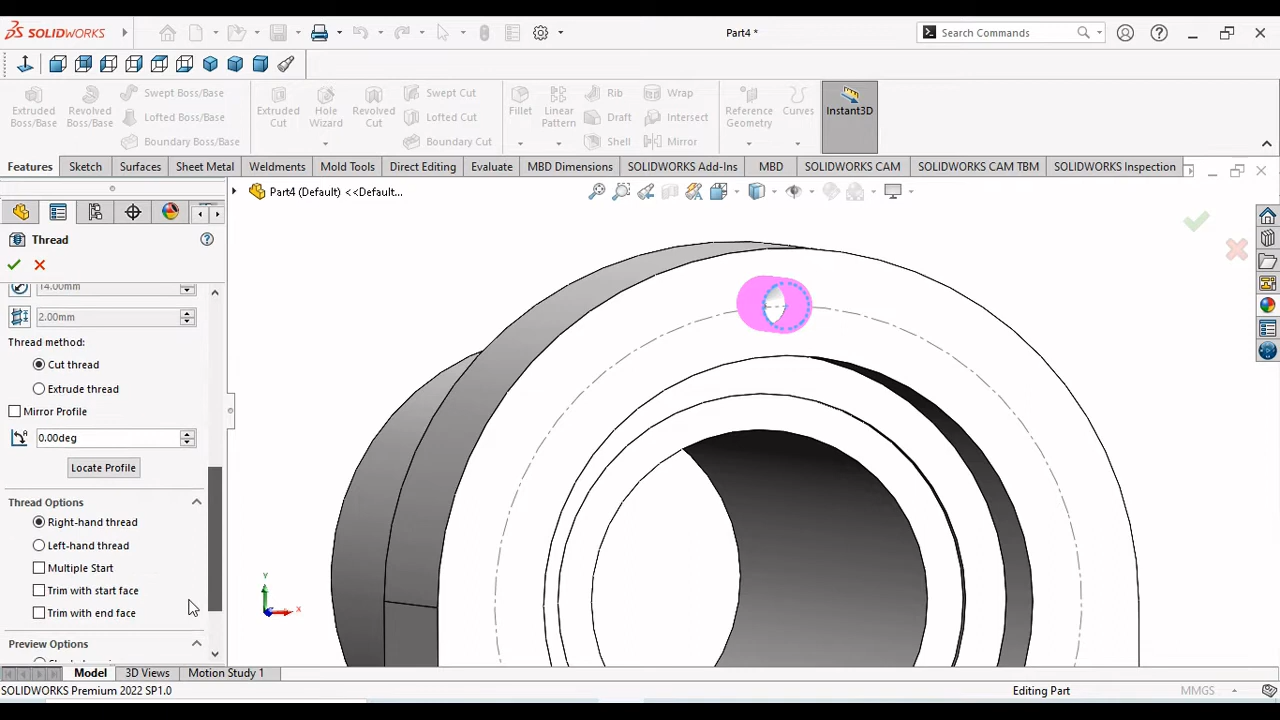 SOLIDWORKS
Part4 *
Search Commands
Extruded Boss/Base
Revolved Boss/Base
Swept Boss/Base
Lofted Boss/Base
Boundary Boss/Base
Extruded Cut
Hole Wizard
Revolved Cut
Swept Cut
Lofted Cut
Boundary Cut
Fillet
Linear Pattern
Rib
Draft
Shell
Wrap
Intersect
Mirror
Reference Geometry
Curves
Instant3D
Features
Sketch
Surfaces
Sheet Metal
Weldments
Mold Tools
Direct Editing
Evaluate
MBD Dimensions
SOLIDWORKS Add-Ins
MBD
SOLIDWORKS CAM
SOLIDWORKS CAM TBM
SOLIDWORKS Inspection
Part4 (Default) <<Default...
Thread
14.00mm
2.00mm
Thread method:
Cut thread
Extrude thread
Mirror Profile
0.00deg
Locate Profile
Thread Options
Right-hand thread
Left-hand thread
Multiple Start
Trim with start face
Trim with end face
Preview Options
Y
X
Model
3D Views
Motion Study 1
SOLIDWORKS Premium 2022 SP1.0
Editing Part
MMGS